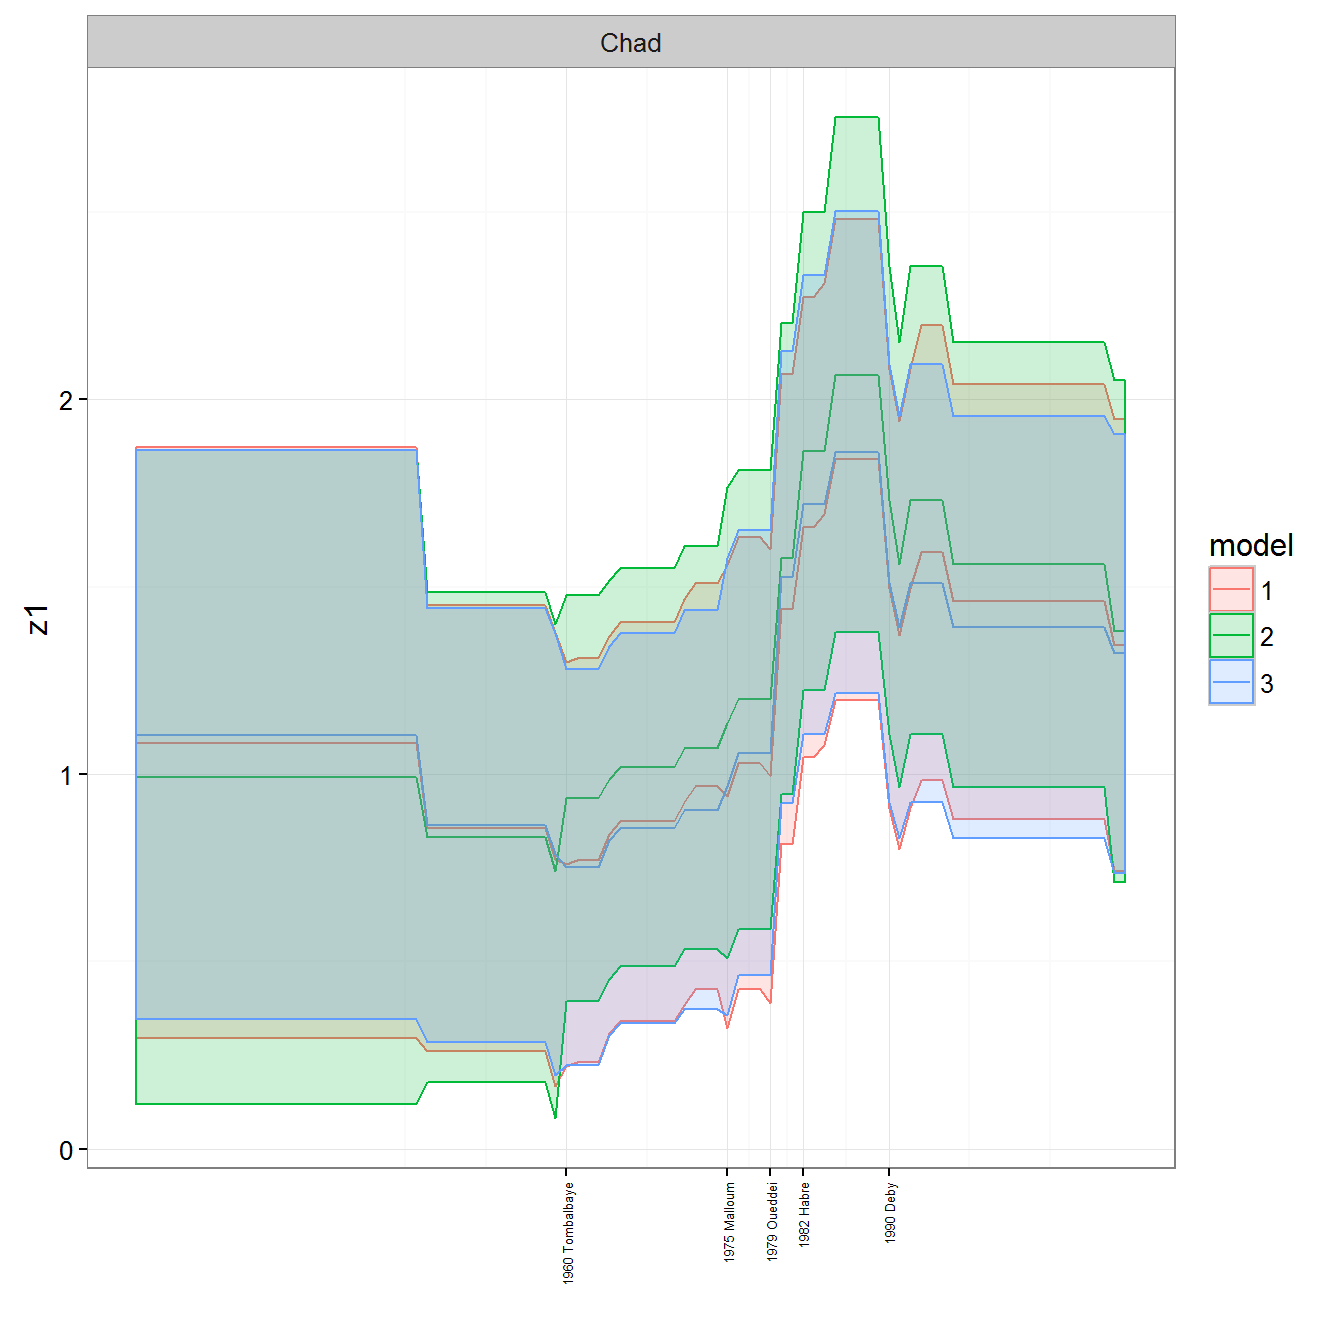 Chad
z1
2
1
0
1960 Tombalbaye
1975 Malloum
1979 Oueddei
1982 Habre
1990 Deby
model
1
2
3